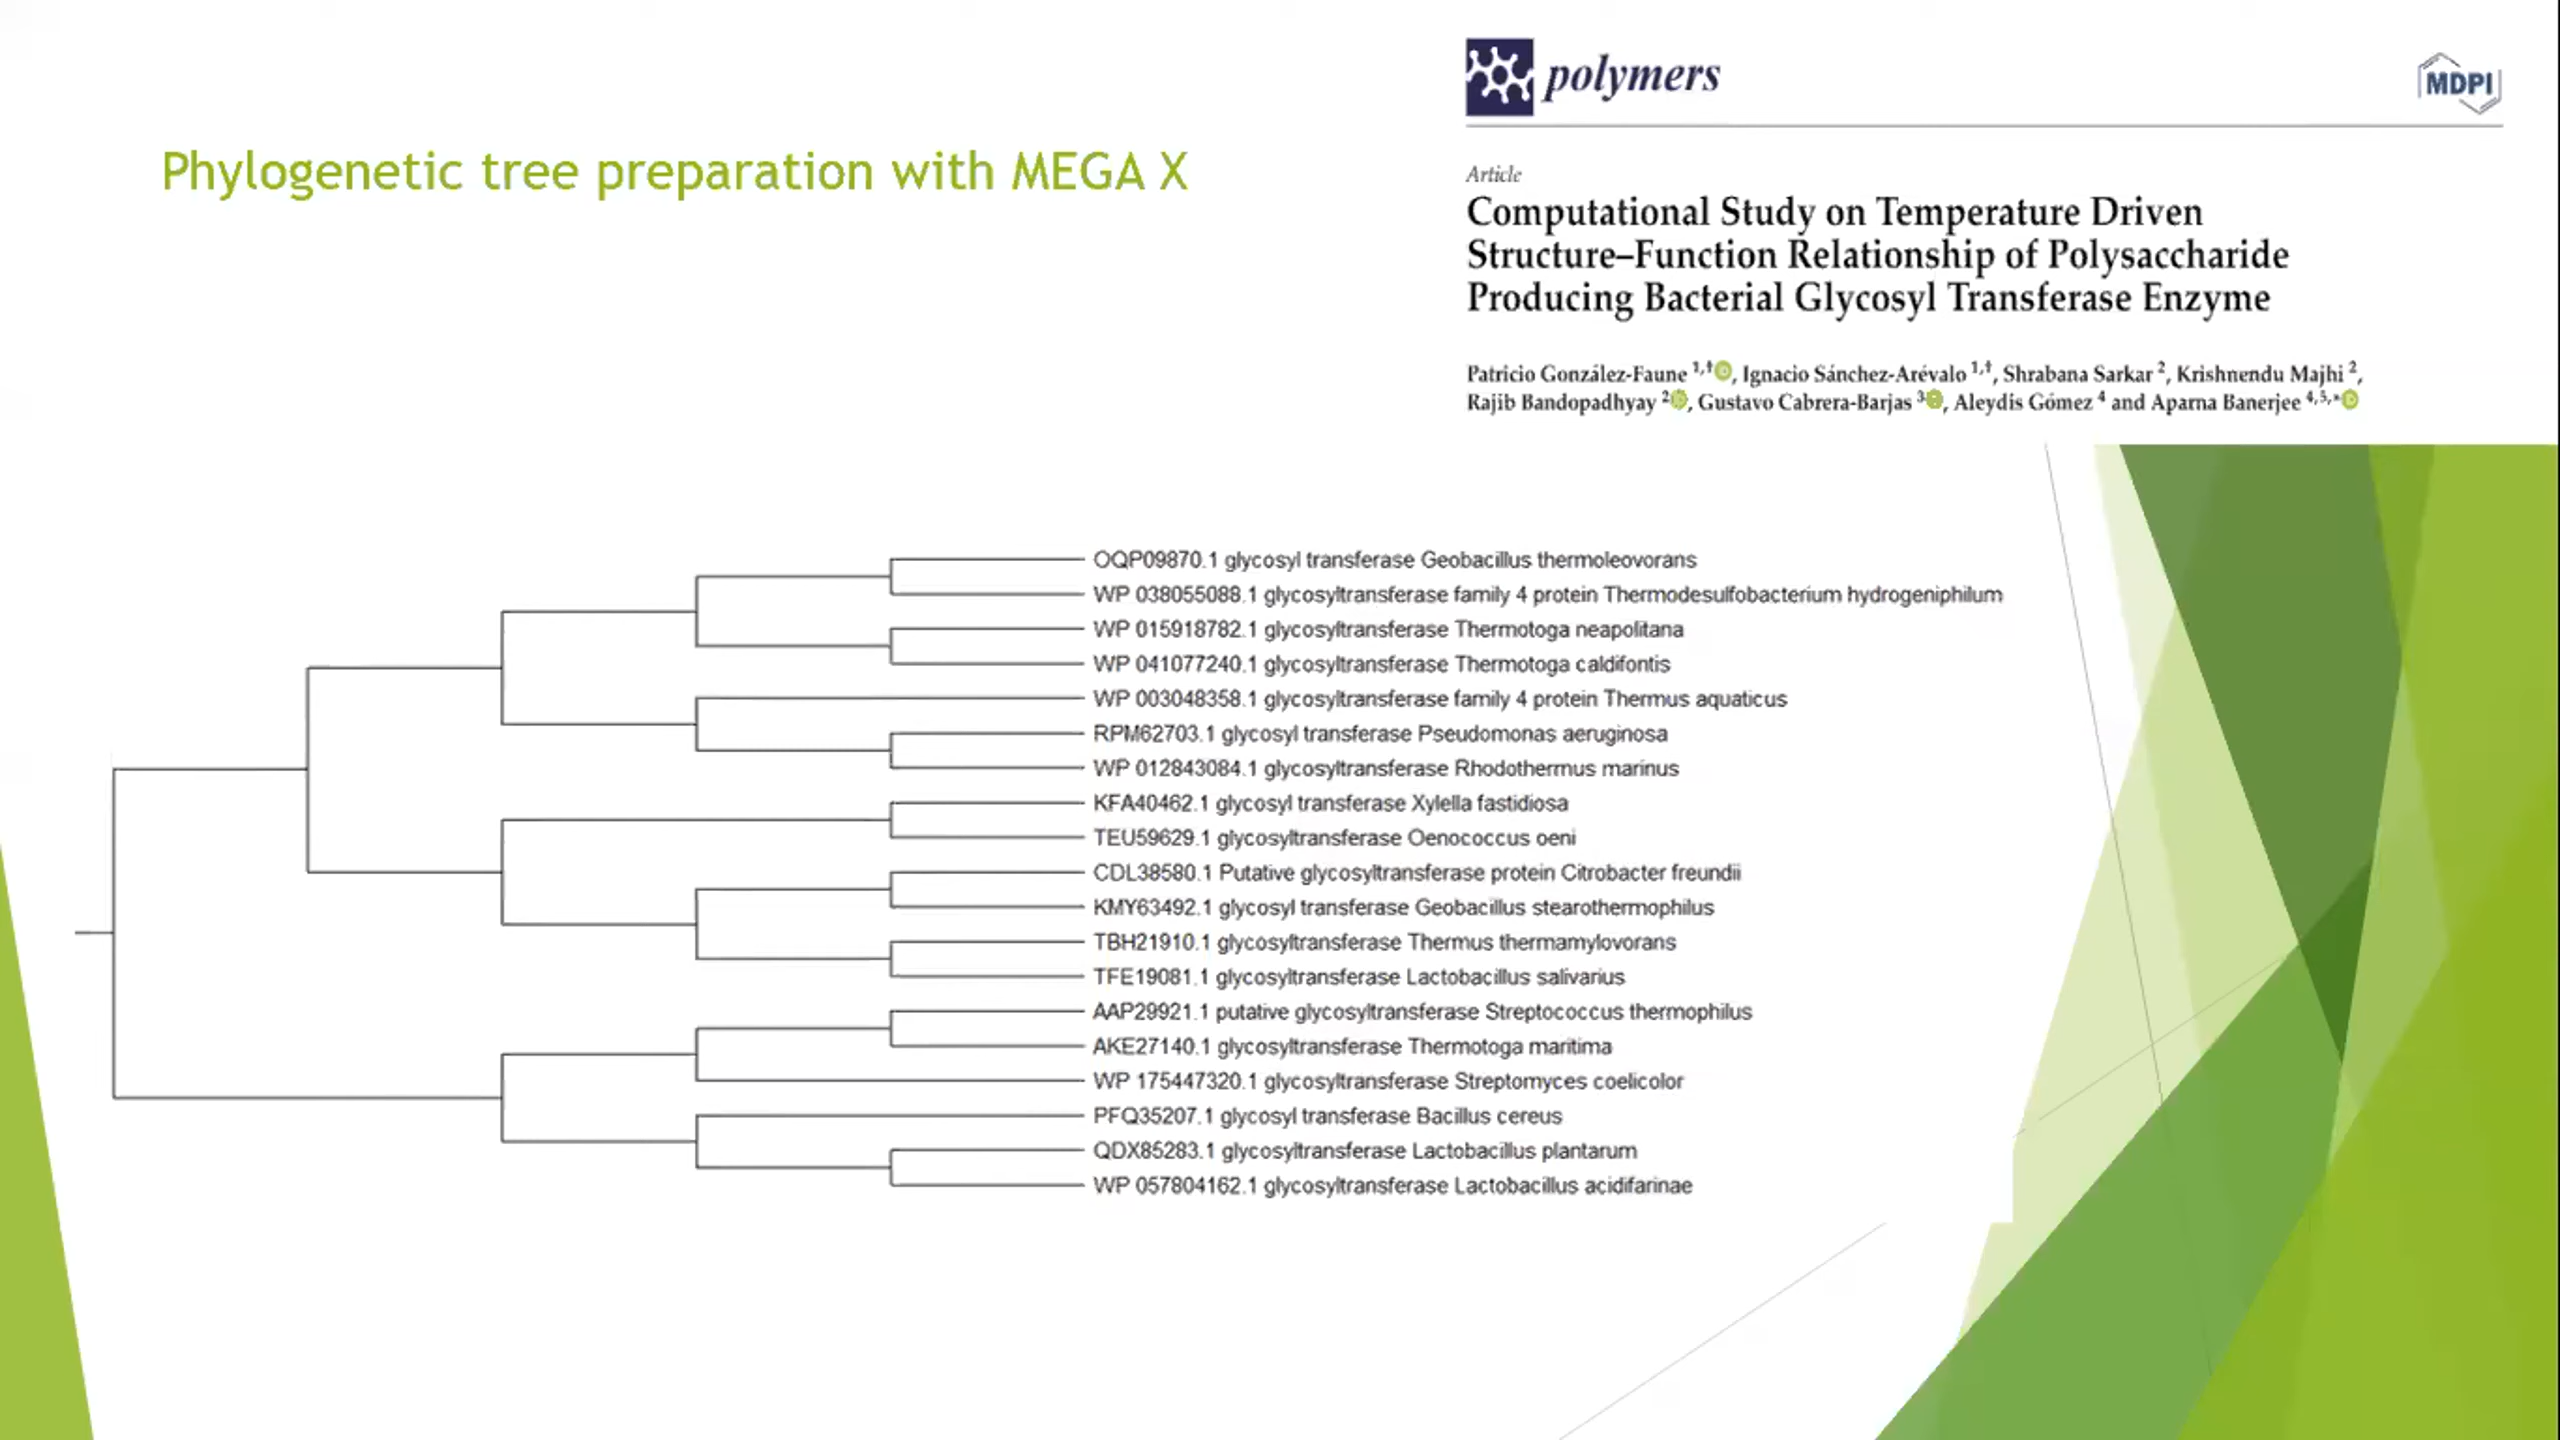 polymers
MDPI
Phylogenetic tree preparation with MEGA X
Article
Computational Study on Temperature Driven
Structure–Function Relationship of Polysaccharide
Producing Bacterial Glycosyl Transferase Enzyme
Patricio González-Faune 1,†, Ignacio Sánchez-Arévalo 1,†, Shrabana Sarkar 2, Krishnendu Majhi 2,
Rajib Bandopadhyay 2, Gustavo Cabrera-Barjas 3, Aleydis Gómez 4 and Aparna Banerjee 4,5,*
OQP09870.1 glycosyl transferase Geobacillus thermoleovorans
WP 038055088.1 glycosyltransferase family 4 protein Thermodesulfobacterium hydrogeniphilum
WP 015918782.1 glycosyltransferase Thermotoga neapolitana
WP 041077240.1 glycosyltransferase Thermotoga caldifontis
WP 003048358.1 glycosyltransferase family 4 protein Thermus aquaticus
RPM62703.1 glycosyl transferase Pseudomonas aeruginosa
WP 012843084.1 glycosyltransferase Rhodothermus marinus
KFA40462.1 glycosyl transferase Xylella fastidiosa
TEU59629.1 glycosyltransferase Oenococcus oeni
CDL38580.1 Putative glycosyltransferase protein Citrobacter freundii
KMY63492.1 glycosyl transferase Geobacillus stearothermophilus
TBH21910.1 glycosyltransferase Thermus thermamylovorans
TFE19081.1 glycosyltransferase Lactobacillus salivarius
AAP29921.1 putative glycosyltransferase Streptococcus thermophilus
AKE27140.1 glycosyltransferase Thermotoga maritima
WP 175447320.1 glycosyltransferase Streptomyces coelicolor
PFQ35207.1 glycosyl transferase Bacillus cereus
QDX85283.1 glycosyltransferase Lactobacillus plantarum
WP 057804162.1 glycosyltransferase Lactobacillus acidifarinae